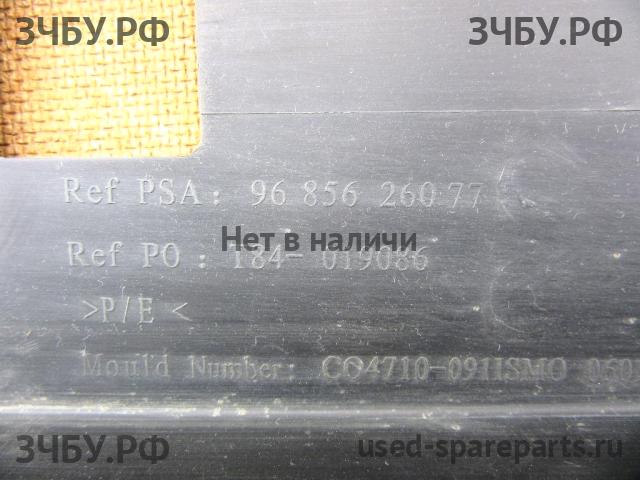 ЗЧБУ.РФ ЗЧБУ.РФ
Ref PSA: 96 856 260 77
Нет в наличи
Ref PO : 184- 019086
>P/E<
Mould Number: CO4710-0911SMO 050
ЗЧБУ.РФ used-spareparts.ru